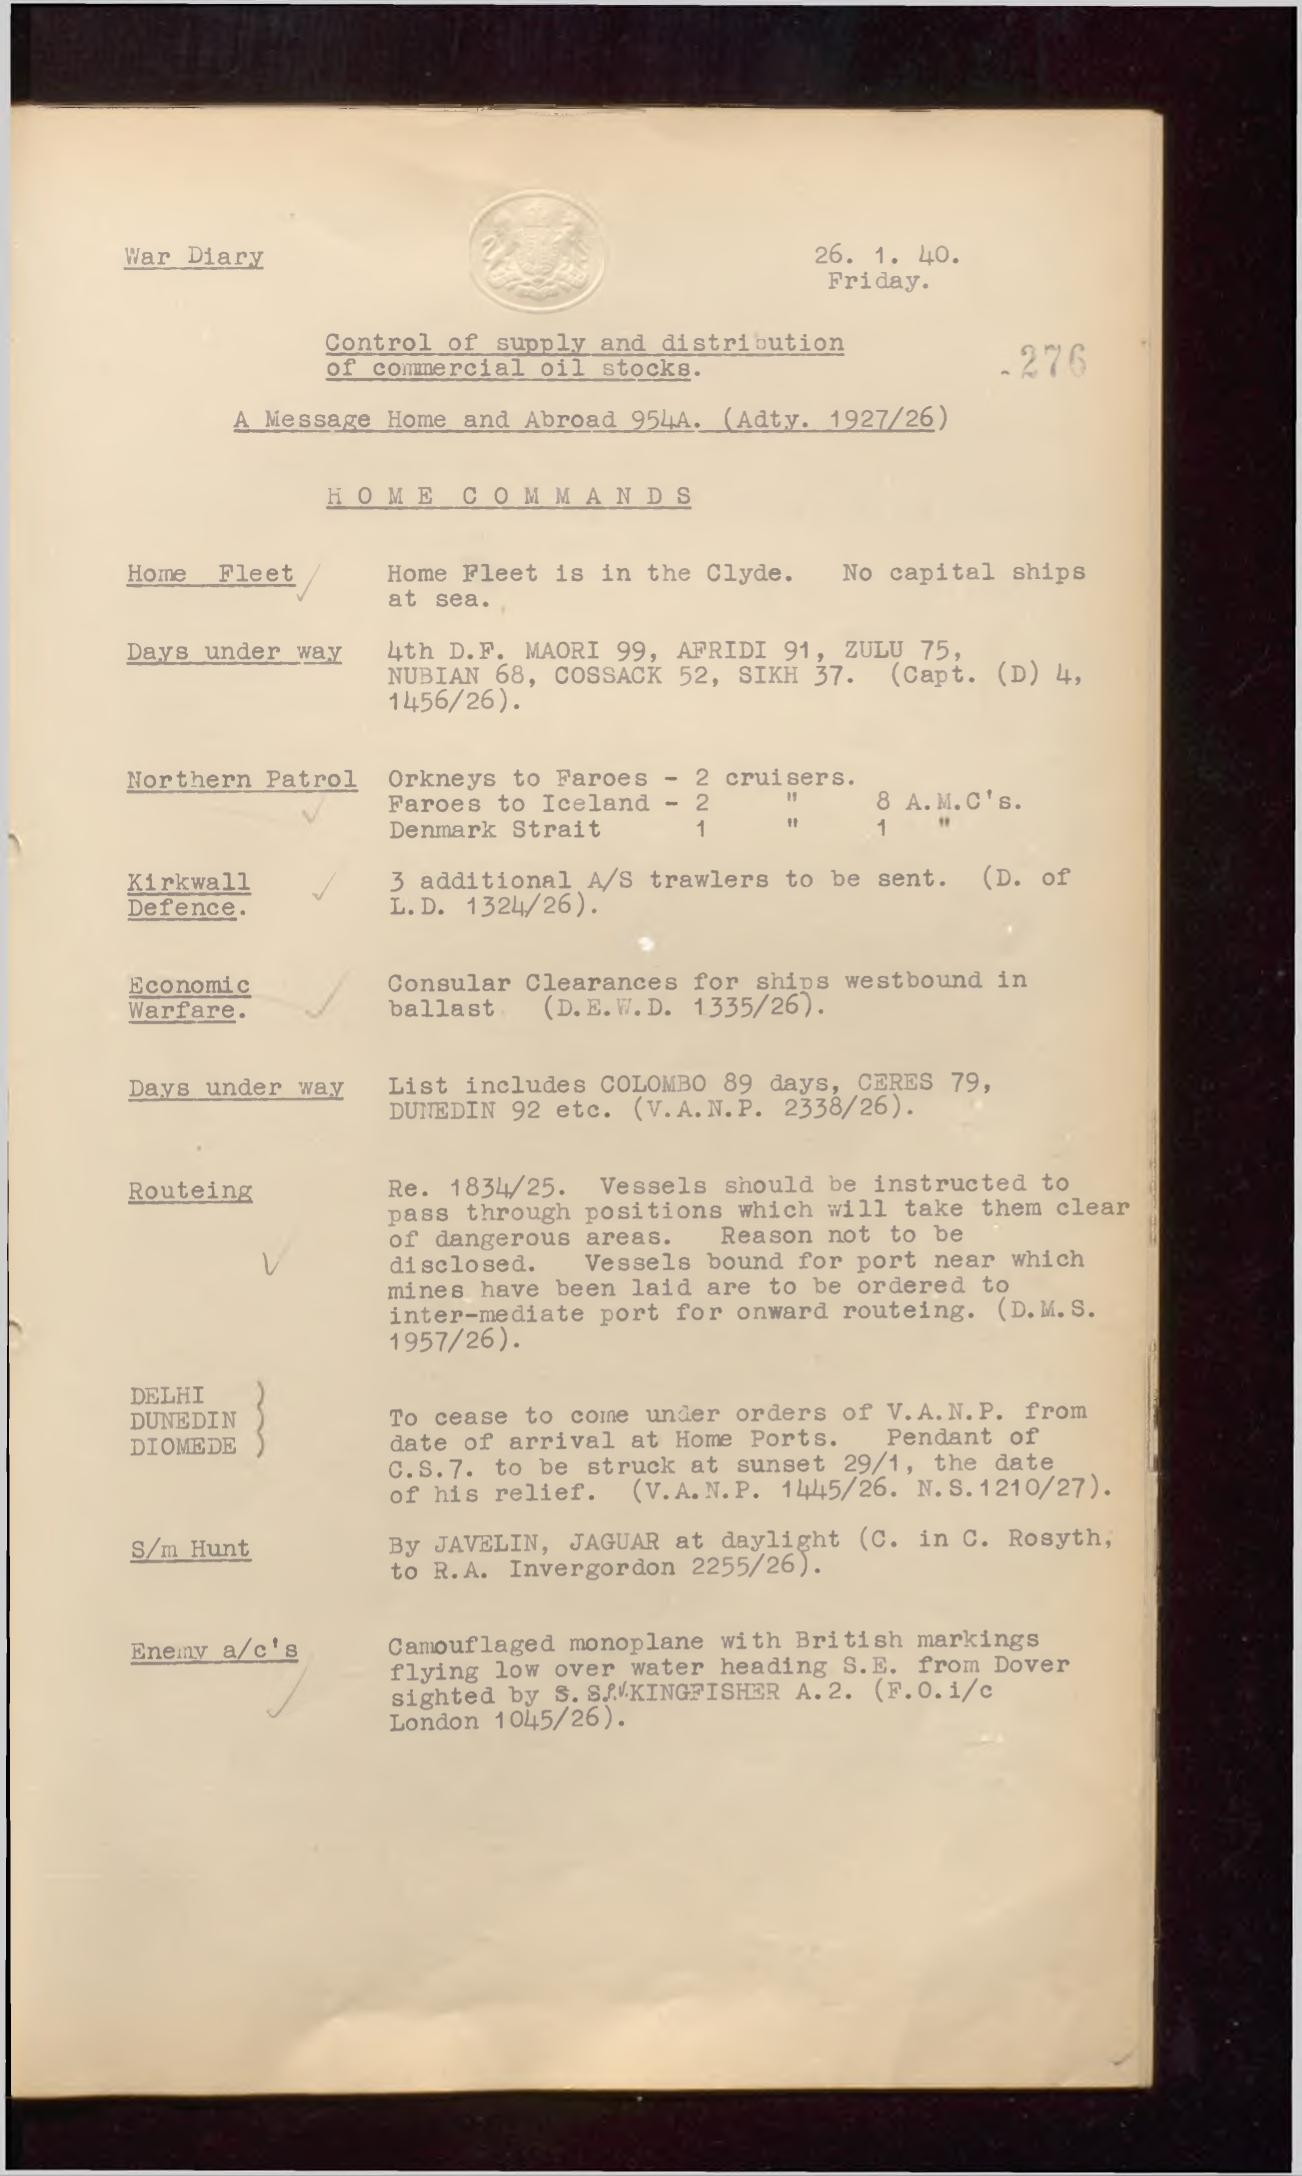 War Diary
26. 1. 40.
Friday.
Control of supply and distribution
of commercial oil stocks.
276
A Message Home and Abroad 954A. (Adty. 1927/26)
HOME COMMANDS
Home Fleet Home Fleet is in the Clyde. No capital ships
at sea.
Days under way 4th D.F. MAORI 99, AFRIDI 91, ZULU 75,
NUBIAN 68, COSSACK 52, SIKH 37. (Capt. (D) 4,
1456/26).
Northern Patrol Orkneys to Faroes - 2 cruisers.
Faroes to Iceland - 2 " 8 A.M.C's.
Denmark Strait 1 " 1 "
Kirkwall 3 additional A/S trawlers to be sent. (D. of
Defence. L.D. 1324/26).
Economic Consular Clearances for ships westbound in
Warfare. ballast (D.E.W.D. 1335/26).
Days under way List includes COLOMBO 89 days, CERES 79,
DUNEDIN 92 etc. (V.A.N.P. 2338/26).
Routeing Re. 1834/25. Vessels should be instructed to
pass through positions which will take them clear
of dangerous areas. Reason not to be
disclosed. Vessels bound for port near which
mines have been laid are to be ordered to
inter-mediate port for onward routeing. (D.M.S.
1957/26).
DELHI )
DUNEDIN ) To cease to come under orders of V.A.N.P. from
DIOMEDE ) date of arrival at Home Ports. Pendant of
C.S.7. to be struck at sunset 29/1, the date
of his relief. (V.A.N.P. 1445/26. N.S.1210/27).
S/m Hunt By JAVELIN, JAGUAR at daylight (C. in C. Rosyth,
to R.A. Invergordon 2255/26).
Enemy a/c's Camouflaged monoplane with British markings
flying low over water heading S.E. from Dover
sighted by S.S. KINGFISHER A.2. (F.O.i/c
London 1045/26).